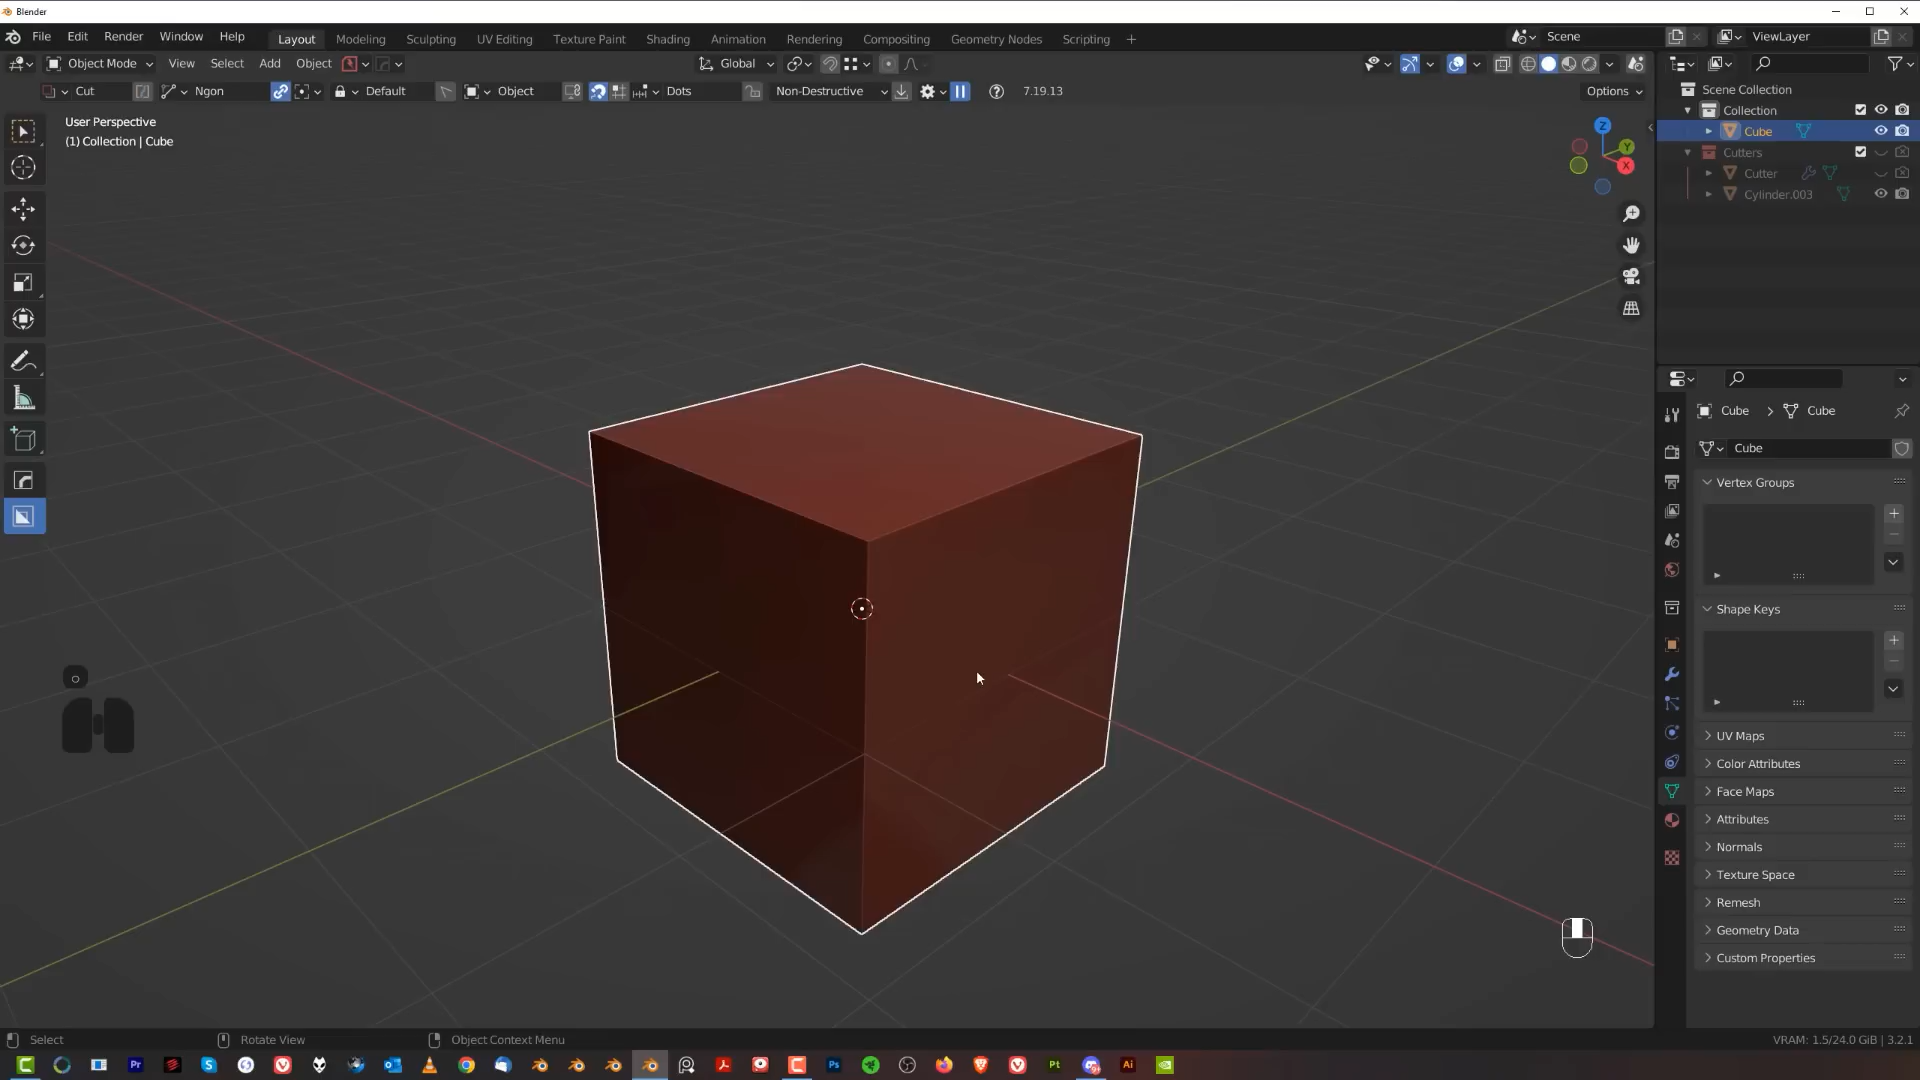 Blender
File Edit Render Window Help Layout Modeling Sculpting UV Editing Texture Paint Shading Animation Rendering Compositing Geometry Nodes Scripting + Scene ViewLayer
Object Mode View Select Add Object Global
Cut Ngon Default Object Dots Non-Destructive 7.19.13 Options
User Perspective
(1) Collection | Cube
Z
Y
X
Scene Collection
Collection
Cube
Cutters
Cutter
Cylinder.003
Cube > Cube
Cube
Vertex Groups
Shape Keys
UV Maps
Color Attributes
Face Maps
Attributes
Normals
Texture Space
Remesh
Geometry Data
Custom Properties
Select Rotate View Object Context Menu VRAM: 1.5/24.0 GiB | 3.2.1
Pr S Ps Pt Ai